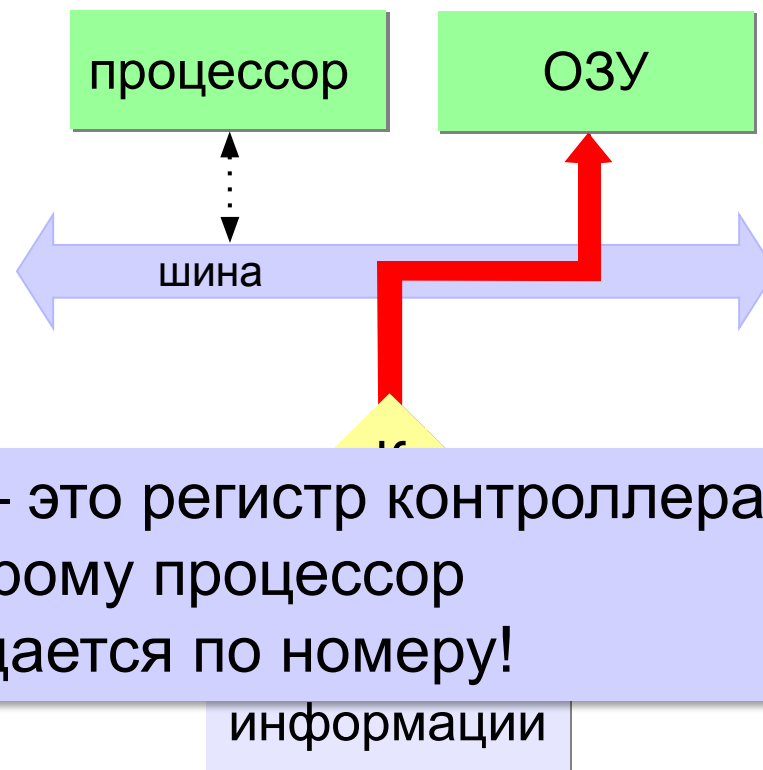 процессор
ОЗУ
шина
К
– это регистр контроллера
рому процессор
дается по номеру!
информации